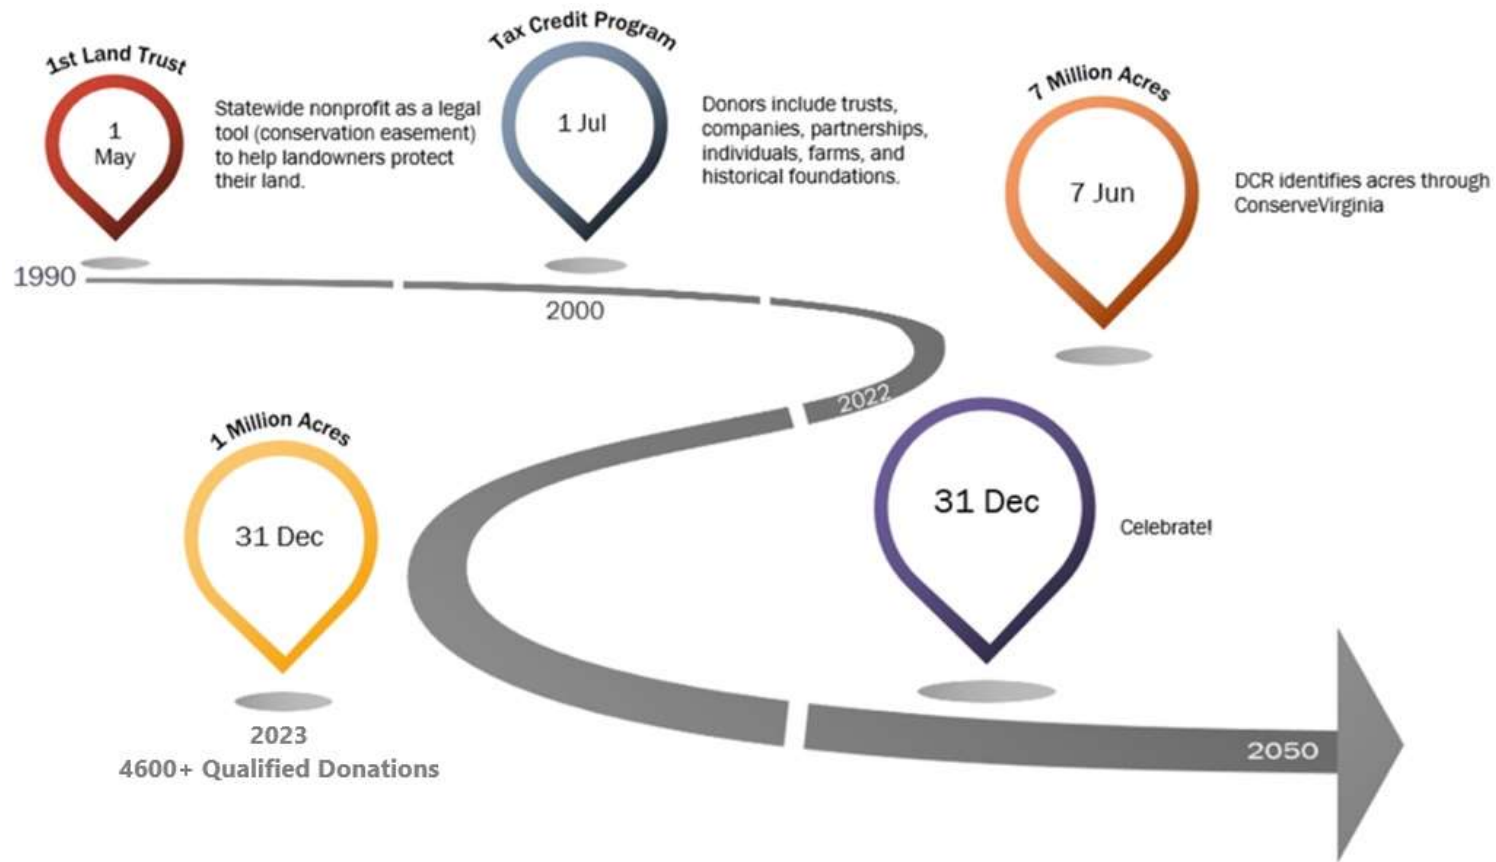 1st Land Trust
1
May
Statewide nonprofit as a legal
tool (conservation easement)
to help landowners protect
their land.
Tax Credit Program
1 Jul
Donors include trusts,
companies, partnerships,
individuals, farms, and
historical foundations.
7 Million Acres
7 Jun
DCR identifies acres through
ConserveVirginia
1990
2000
2022
1 Million Acres
31 Dec
2023
4600+ Qualified Donations
31 Dec
Celebrate!
2050